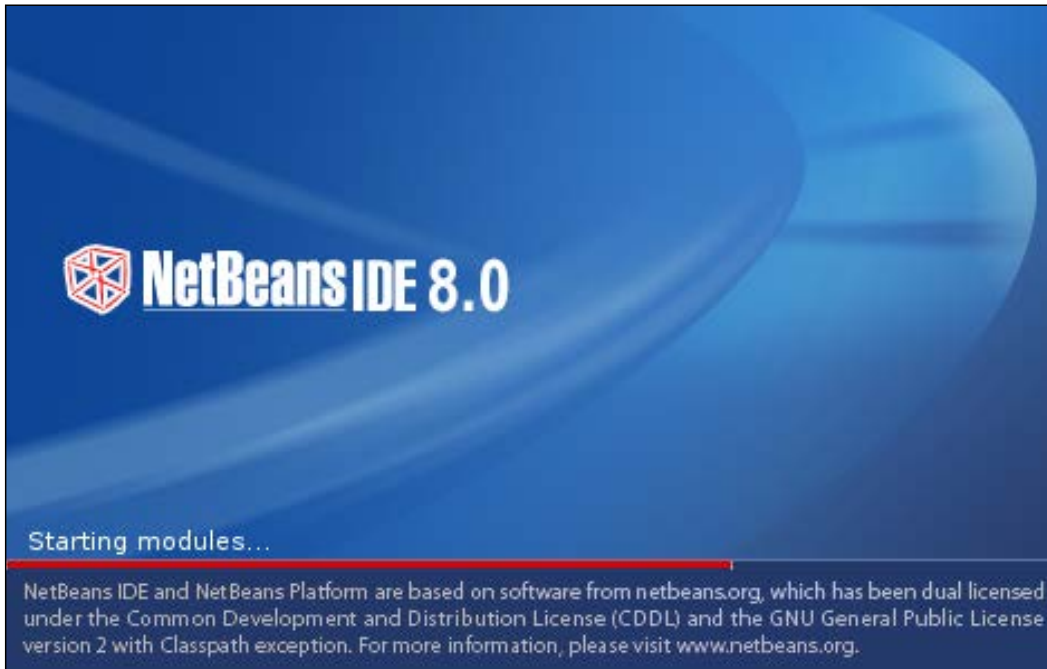 NetBeans IDE 8.0
Starting modules...
NetBeans IDE and NetBeans Platform are based on software from netbeans.org, which has been dual licensed
under the Common Development and Distribution License (CDDL) and the GNU General Public License
version 2 with Classpath exception. For more information, please visit www.netbeans.org.